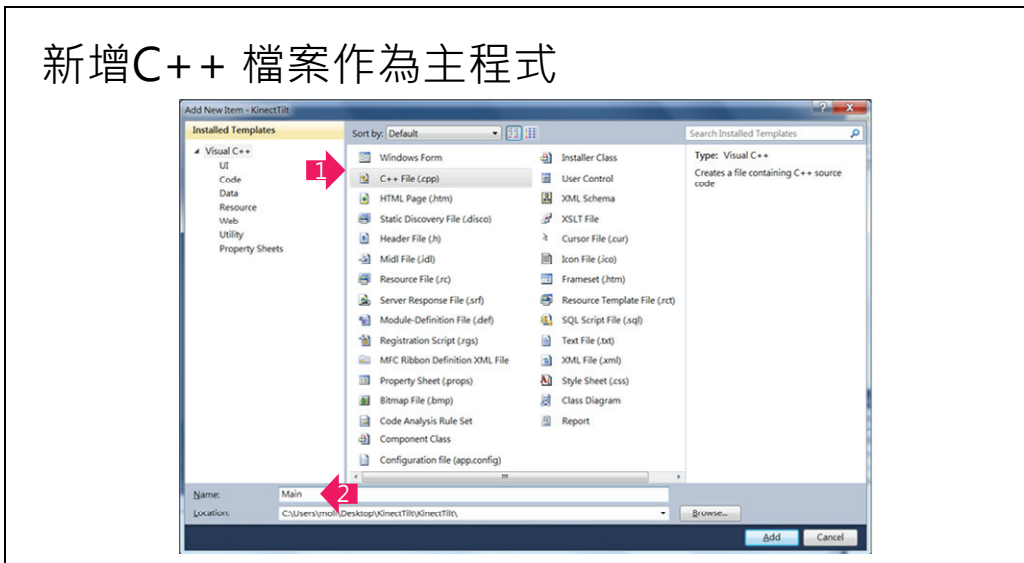 新增C++ 檔案作為主程式
Add New Item - KinectTilt
Installed Templates
Visual C++
UI
Code
Data
Resource
Web
Utility
Property Sheets
Sort by: Default
1
Windows Form
C++ File (.cpp)
HTML Page (.htm)
Static Discovery File (.disco)
Header File (.h)
Midl File (.idl)
Resource File (.rc)
Server Response File (.srf)
Module-Definition File (.def)
Registration Script (.rgs)
MFC Ribbon Definition XML File
Property Sheet (.props)
Bitmap File (.bmp)
Code Analysis Rule Set
Component Class
Configuration file (app.config)
Installer Class
User Control
XML Schema
XSLT File
Cursor File (.cur)
Icon File (.ico)
Frameset (.htm)
Resource Template File (.rct)
SQL Script File (.sql)
Text File (.txt)
XML File (.xml)
Style Sheet (.css)
Class Diagram
Report
Search Installed Templates
Type: Visual C++
Creates a file containing C++ source
code
Name: Main
2
Location: C:\Users\moli\Desktop\KinectTilt\KinectTilt\
Browse...
Add Cancel